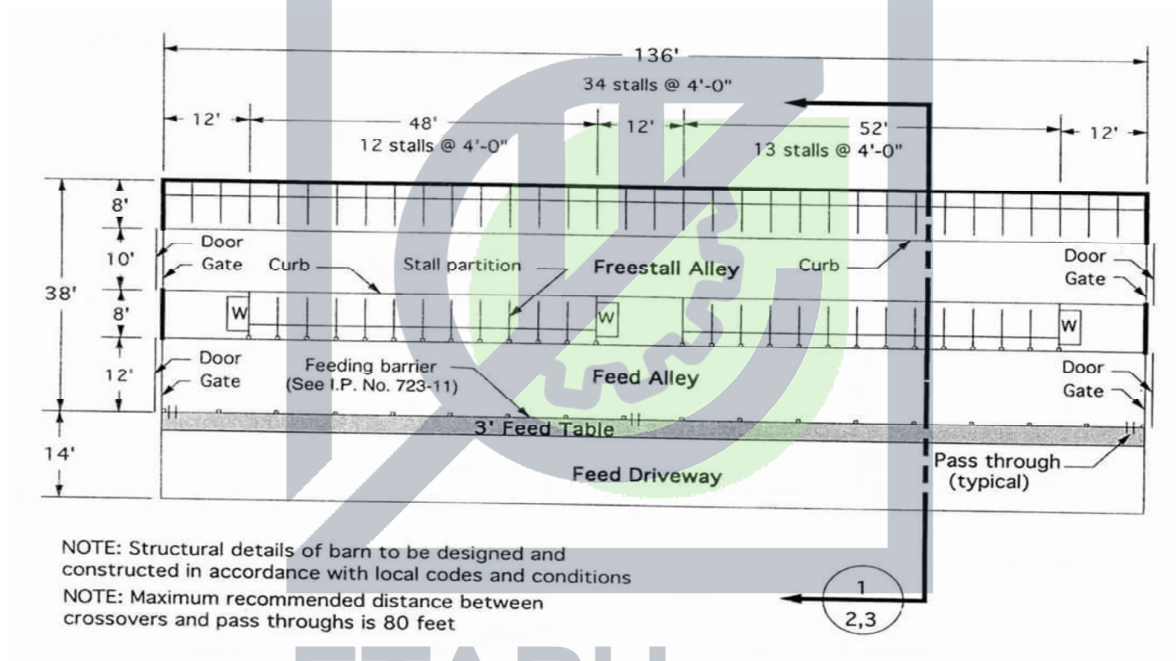 136'
34 stalls @ 4'-0"
12'
48'
12'
52'
12'
12 stalls @ 4'-0"
13 stalls @ 4'-0"
8'
Door
10'
Gate
Curb
Stall partition
Freestall Alley
Curb
Door
Gate
38'
8'
W
W
W
Door
Gate
12'
Feeding barrier
(See I.P. No. 723-11)
Feed Alley
Door
Gate
3' Feed Table
14'
Feed Driveway
Pass through
(typical)
NOTE: Structural details of barn to be designed and
constructed in accordance with local codes and conditions
NOTE: Maximum recommended distance between
crossovers and pass throughs is 80 feet
1
2,3